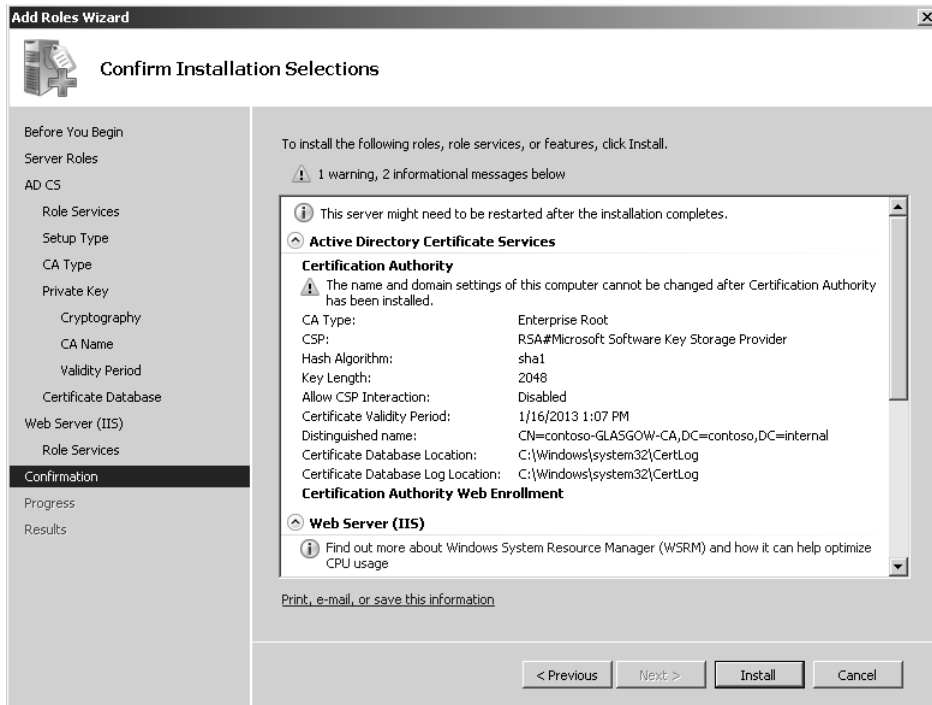 Add Roles Wizard
Confirm Installation Selections
Before You Begin
Server Roles
AD CS
Role Services
Setup Type
CA Type
Private Key
Cryptography
CA Name
Validity Period
Certificate Database
Web Server (IIS)
Role Services
Confirmation
Progress
Results
To install the following roles, role services, or features, click Install.
1 warning, 2 informational messages below
This server might need to be restarted after the installation completes.
Active Directory Certificate Services
Certification Authority
The name and domain settings of this computer cannot be changed after Certification Authority
has been installed.
CA Type: Enterprise Root
CSP: RSA#Microsoft Software Key Storage Provider
Hash Algorithm: sha1
Key Length: 2048
Allow CSP Interaction: Disabled
Certificate Validity Period: 1/16/2013 1:07 PM
Distinguished name: CN=contoso-GLASGOW-CA,DC=contoso,DC=internal
Certificate Database Location: C:\Windows\system32\CertLog
Certificate Database Log Location: C:\Windows\system32\CertLog
Certification Authority Web Enrollment
Web Server (IIS)
Find out more about Windows System Resource Manager (WSRM) and how it can help optimize
CPU usage
Print, e-mail, or save this information
< Previous Next > Install Cancel